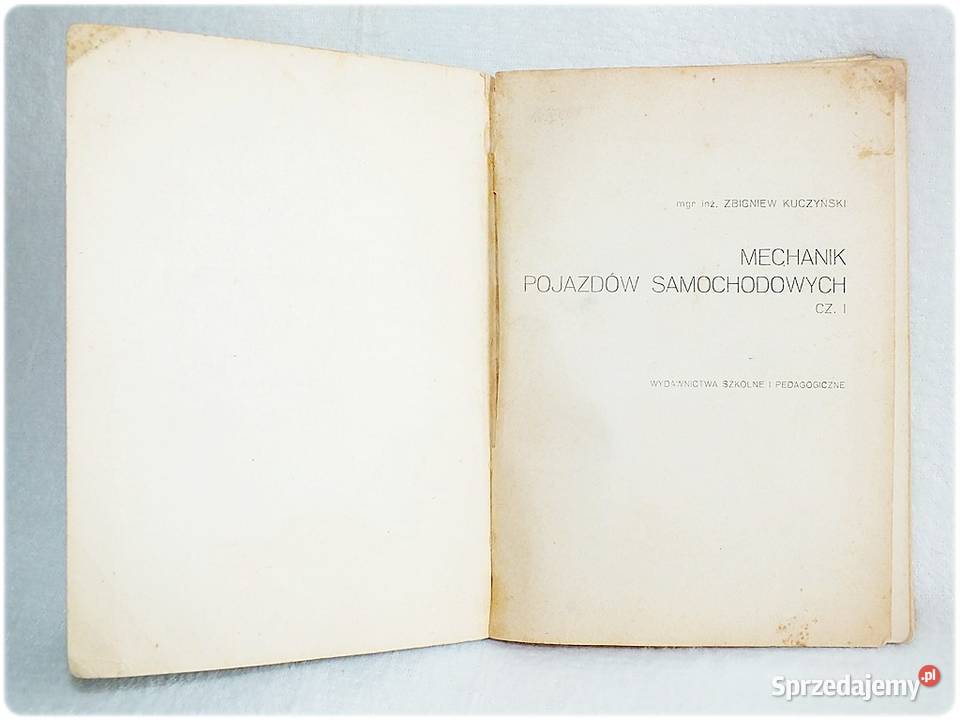 mgr inż. ZBIGNIEW KUCZYŃSKI
MECHANIK
POJAZDÓW SAMOCHODOWYCH
CZ. I
WYDAWNICTWA SZKOLNE I PEDAGOGICZNE
Sprzedajemy.pl